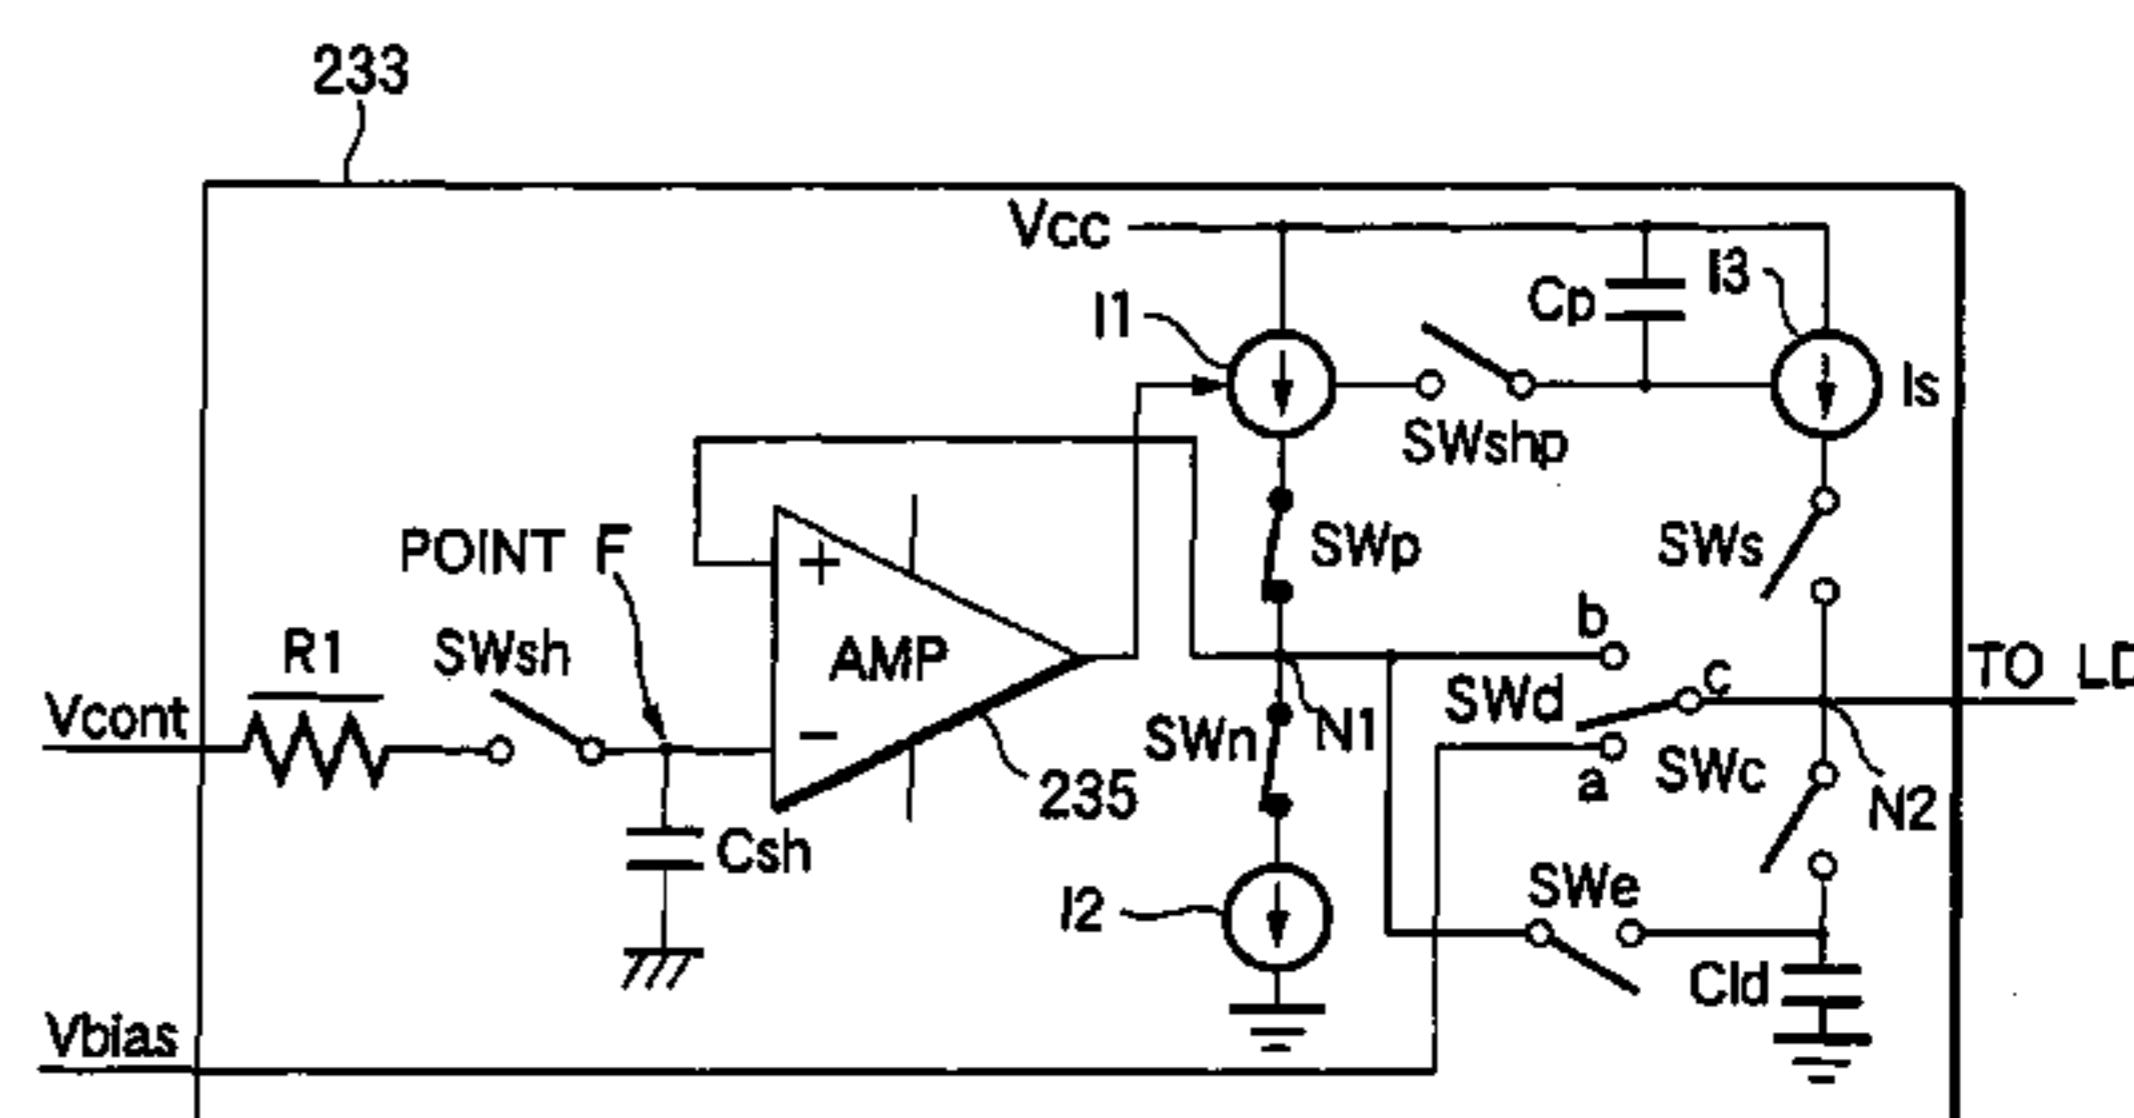 233
Vcc
I1
Cp
I3
Is
SWshp
POINT F
+
SWp
SWs
b
R1
SWsh
AMP
SWd
c
TO LD
Vcont
−
SWn
N1
a
SWc
N2
235
Csh
I2
SWe
Cld
Vbias